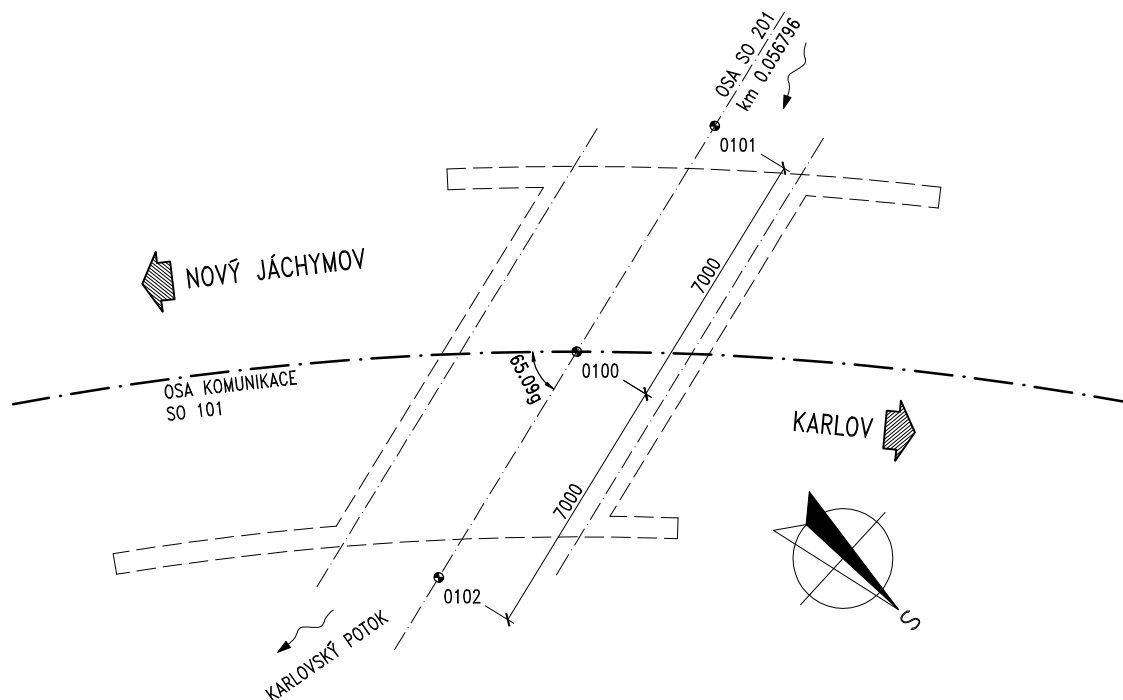 OSA SO 201
km 0.056796
0101
7000
NOVÝ JÁCHYMOV
OSA KOMUNIKACE
SO 101
65.09g
0100
KARLOV
7000
0102
KARLOVSKÝ POTOK
S